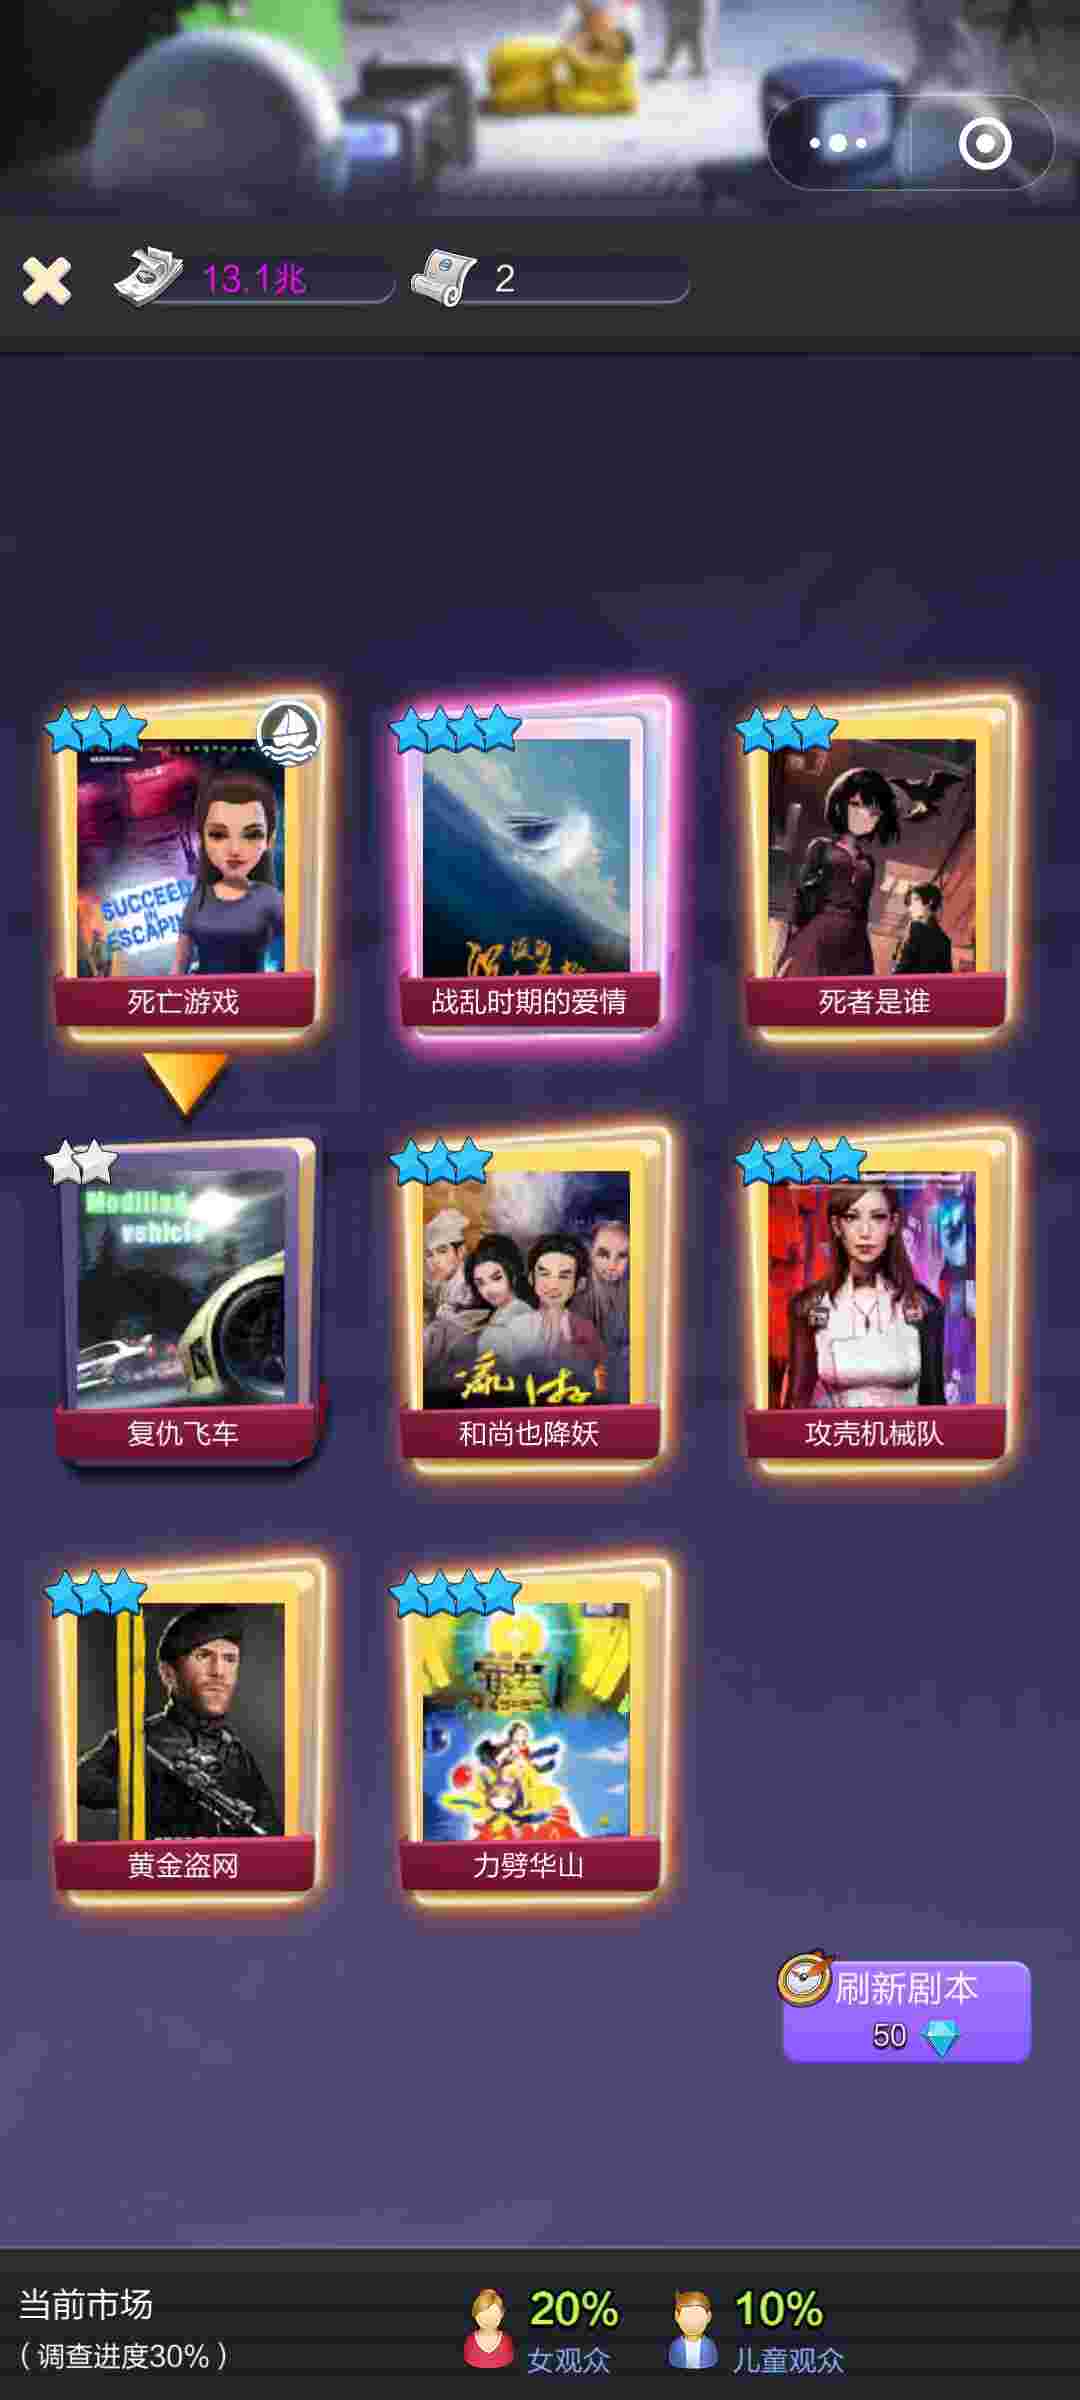 13.1兆
2
SUCCEED
IN
ESCAPIN
死亡游戏
战乱时期的爱情
死者是谁
Modified
vehicle
复仇飞车
和尚也降妖
攻壳机械队
黄金盗网
力劈华山
刷新剧本
50
当前市场
（调查进度30%）
20%
女观众
10%
儿童观众